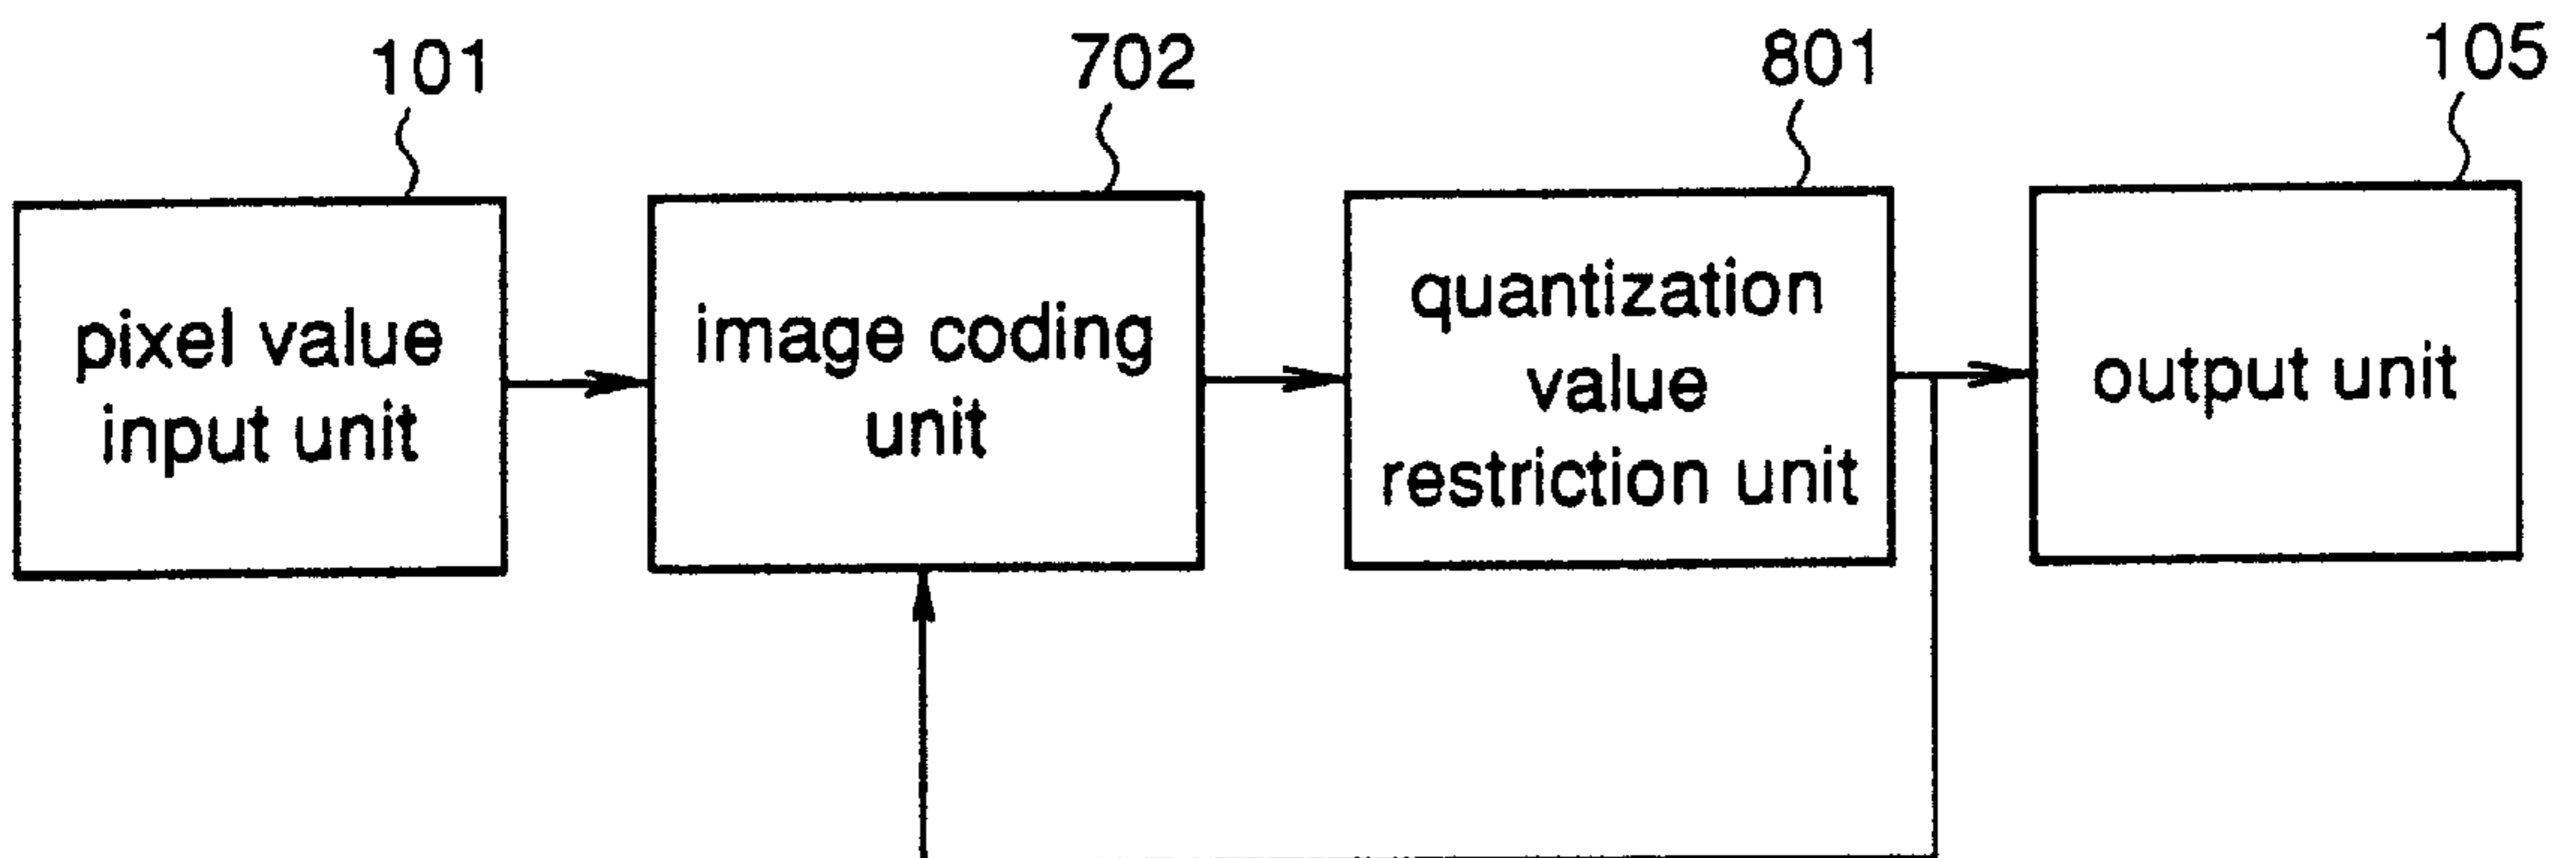 101
702
801
105
pixel value
input unit
image coding
unit
quantization
value
restriction unit
output unit